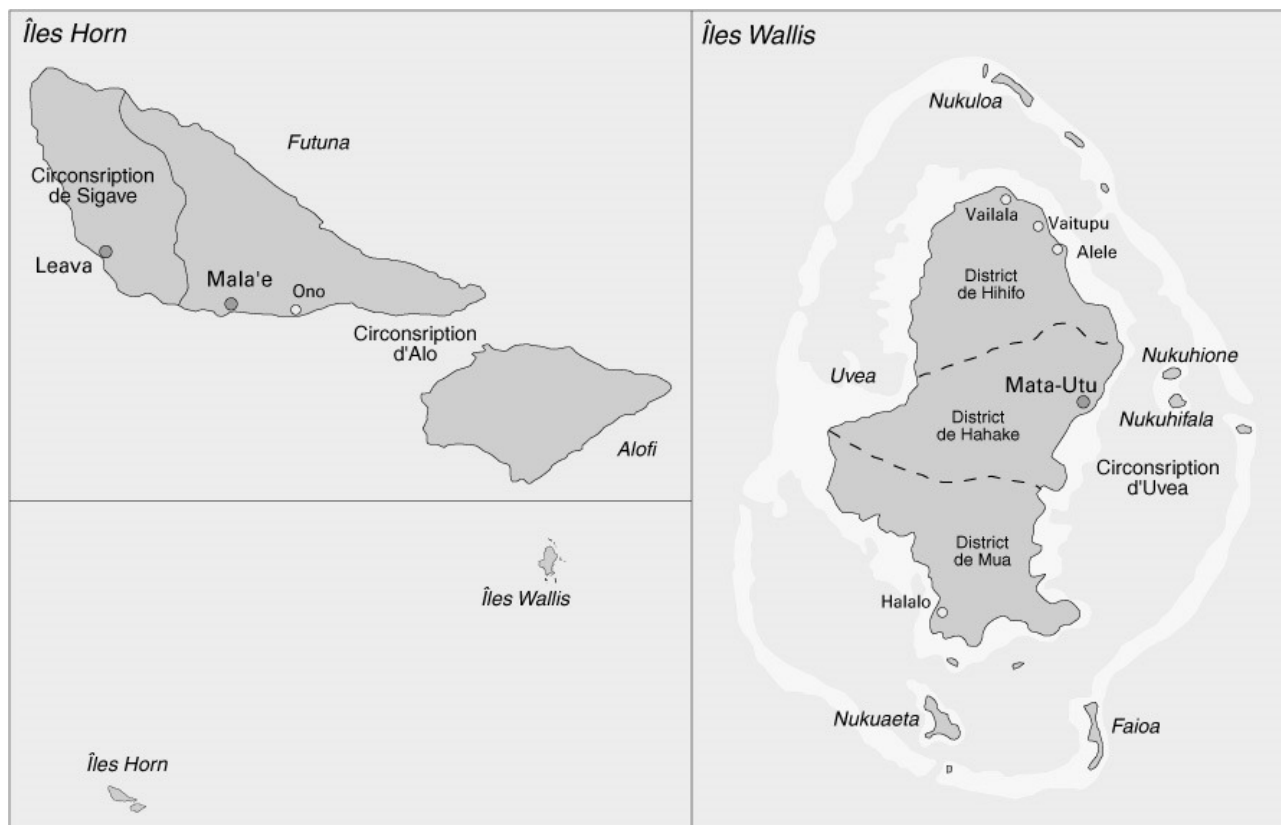 Îles Horn
Futuna
Circonsription
de Sigave
Leava
Mala'e
Ono
Circonsription
d'Alo
Alofi
Îles Wallis
Îles Horn
Îles Wallis
Nukuloa
Vailala
Vaitupu
Alele
District
de Hihifo
Uvea
Nukuhione
Mata-Utu
Nukuhifala
District
de Hahake
Circonsription
d'Uvea
District
de Mua
Halalo
Nukuaeta
Faioa